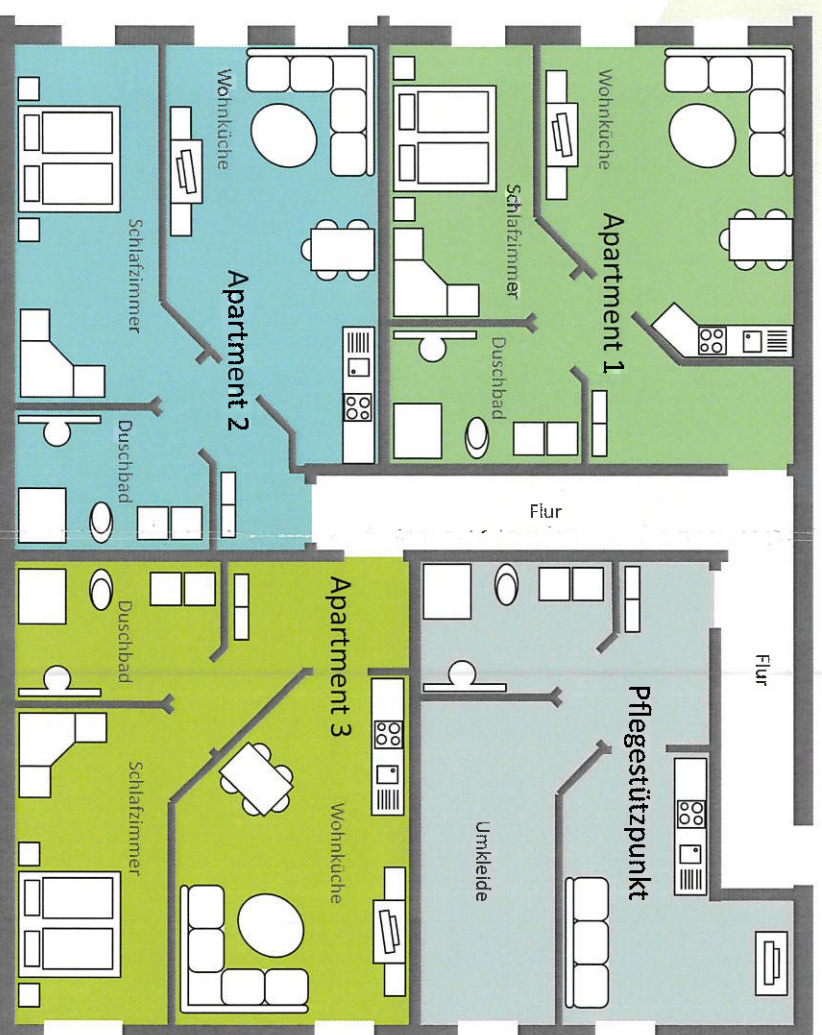 Apartment 1
Wohnküche
Schlafzimmer
Duschbad
Apartment 2
Wohnküche
Schlafzimmer
Duschbad
Flur
Flur
Apartment 3
Wohnküche
Schlafzimmer
Duschbad
Pflegestützpunkt
Umkleide